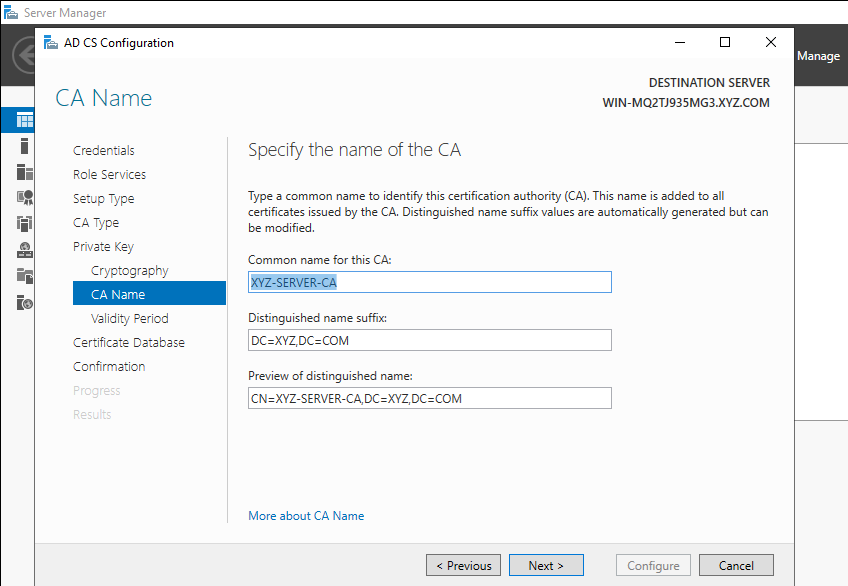 Server Manager
AD CS Configuration
Manage
CA Name
DESTINATION SERVER
WIN-MQ2TJ935MG3.XYZ.COM
Credentials
Role Services
Setup Type
CA Type
Private Key
Cryptography
CA Name
Validity Period
Certificate Database
Confirmation
Progress
Results
Specify the name of the CA
Type a common name to identify this certification authority (CA). This name is added to all
certificates issued by the CA. Distinguished name suffix values are automatically generated but can
be modified.
Common name for this CA:
XYZ-SERVER-CA
Distinguished name suffix:
DC=XYZ,DC=COM
Preview of distinguished name:
CN=XYZ-SERVER-CA,DC=XYZ,DC=COM
More about CA Name
< Previous
Next >
Configure
Cancel